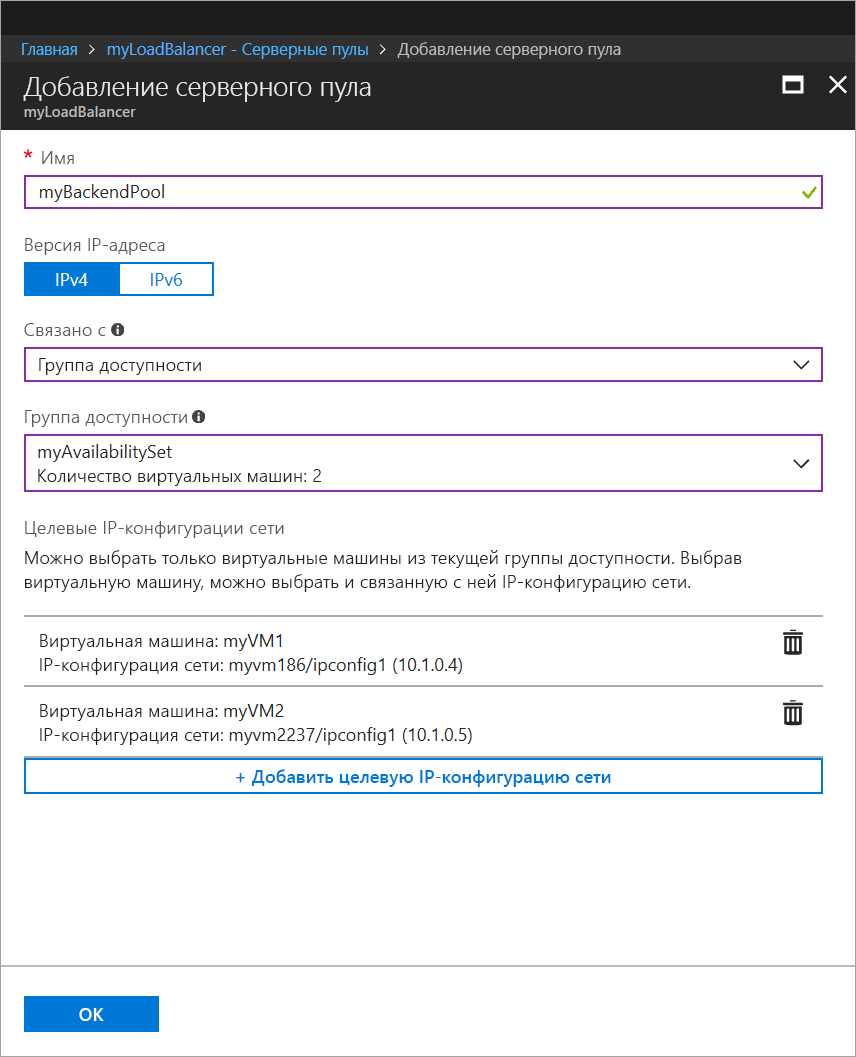 Главная > myLoadBalancer - Серверные пулы > Добавление серверного пула
Добавление серверного пула
myLoadBalancer
* Имя
myBackendPool
Версия IP-адреса
IPv4 IPv6
Связано с
Группа доступности
Группа доступности
myAvailabilitySet
Количество виртуальных машин: 2
Целевые IP-конфигурации сети
Можно выбрать только виртуальные машины из текущей группы доступности. Выбрав
виртуальную машину, можно выбрать и связанную с ней IP-конфигурацию сети.
Виртуальная машина: myVM1
IP-конфигурация сети: myvm186/ipconfig1 (10.1.0.4)
Виртуальная машина: myVM2
IP-конфигурация сети: myvm2237/ipconfig1 (10.1.0.5)
+ Добавить целевую IP-конфигурацию сети
ОК